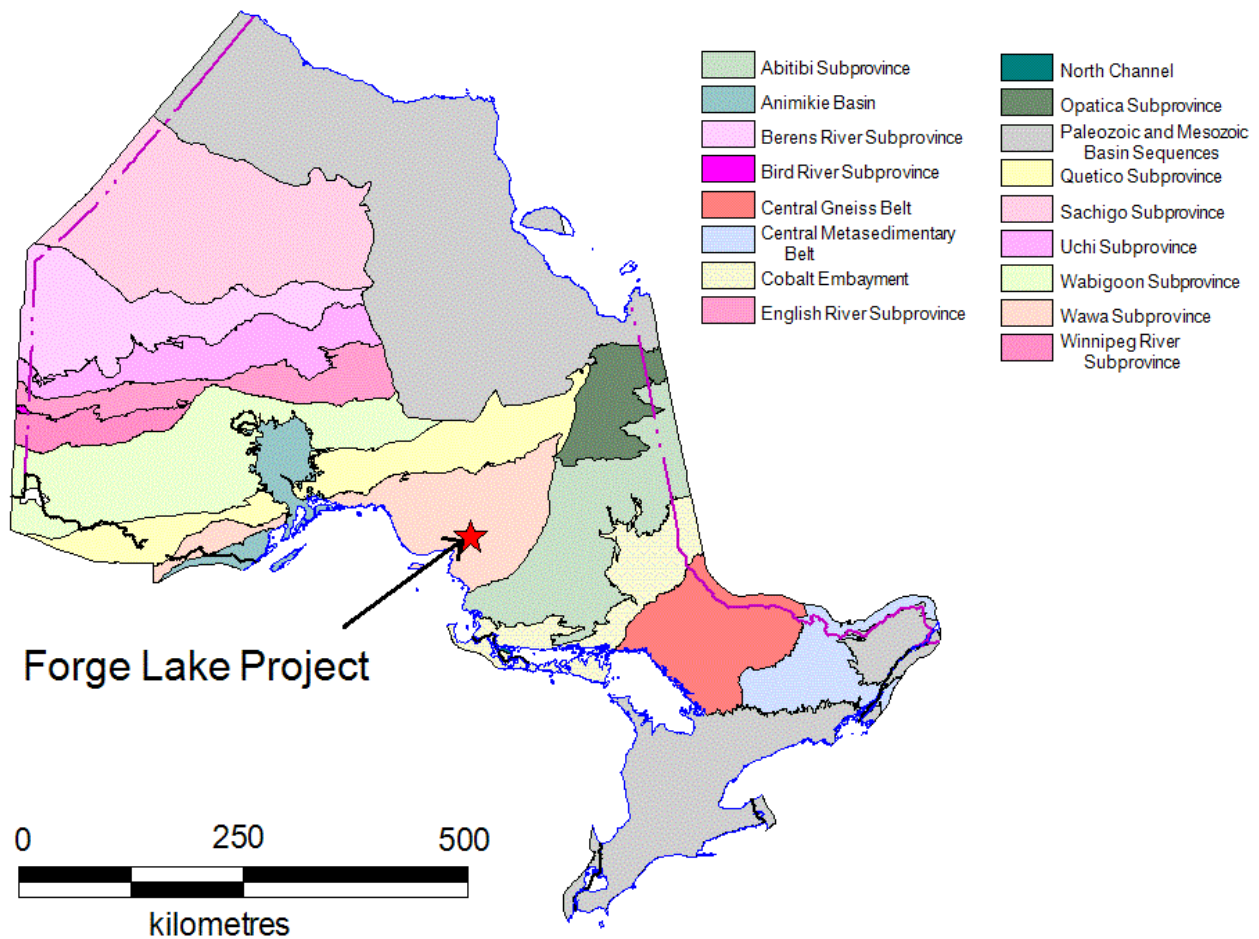 Abitibi Subprovince
Animikie Basin
Berens River Subprovince
Bird River Subprovince
Central Gneiss Belt
Central Metasedimentary
Belt
Cobalt Embayment
English River Subprovince
North Channel
Opatica Subprovince
Paleozoic and Mesozoic
Basin Sequences
Quetico Subprovince
Sachigo Subprovince
Uchi Subprovince
Wabigoon Subprovince
Wawa Subprovince
Winnipeg River
Subprovince
Forge Lake Project
0 250 500
kilometres